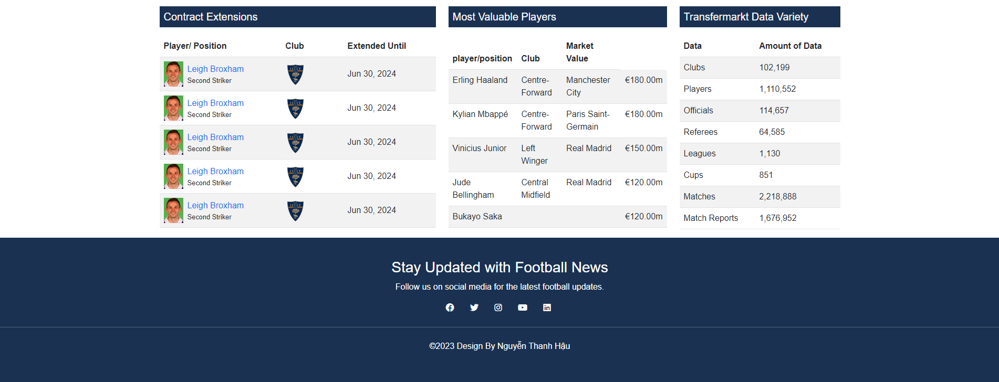 Contract Extensions
Player/ Position Club Extended Until
Leigh Broxham
Second Striker
LECCE
Jun 30, 2024
Leigh Broxham
Second Striker
LECCE
Jun 30, 2024
Leigh Broxham
Second Striker
LECCE
Jun 30, 2024
Leigh Broxham
Second Striker
LECCE
Jun 30, 2024
Leigh Broxham
Second Striker
LECCE
Jun 30, 2024
Most Valuable Players
player/position Club Market
Value
Erling Haaland Centre- Manchester €180.00m
Forward City
Kylian Mbappé Centre- Paris Saint- €180.00m
Forward Germain
Vinicius Junior Left Real Madrid €150.00m
Winger
Jude Central Real Madrid €120.00m
Bellingham Midfield
Bukayo Saka €120.00m
Transfermarkt Data Variety
Data Amount of Data
Clubs 102,199
Players 1,110,552
Officials 114,657
Referees 64,585
Leagues 1,130
Cups 851
Matches 2,218,888
Match Reports 1,676,952
Stay Updated with Football News
Follow us on social media for the latest football updates.
©2023 Design By Nguyễn Thanh Hậu